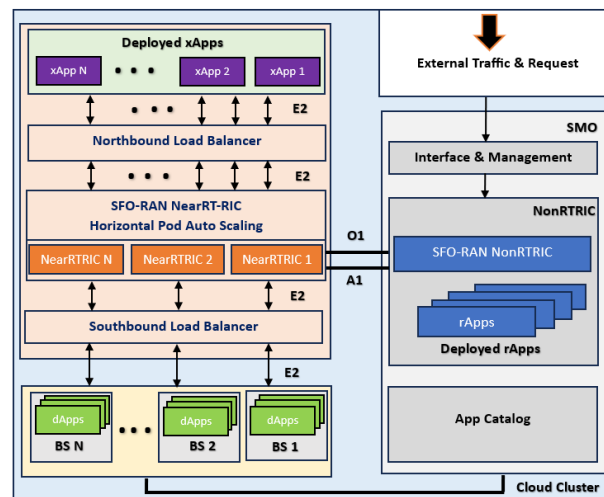 Deployed xApps
xApp N
xApp 2
xApp 1
E2
Northbound Load Balancer
E2
SFO-RAN NearRT-RIC
Horizontal Pod Auto Scaling
NearRTRIC N
NearRTRIC 2
NearRTRIC 1
E2
Southbound Load Balancer
E2
dApps
BS N
dApps
BS 2
dApps
BS 1
O1
A1
External Traffic & Request
SMO
Interface & Management
NonRTRIC
SFO-RAN NonRTRIC
rApps
Deployed rApps
App Catalog
Cloud Cluster